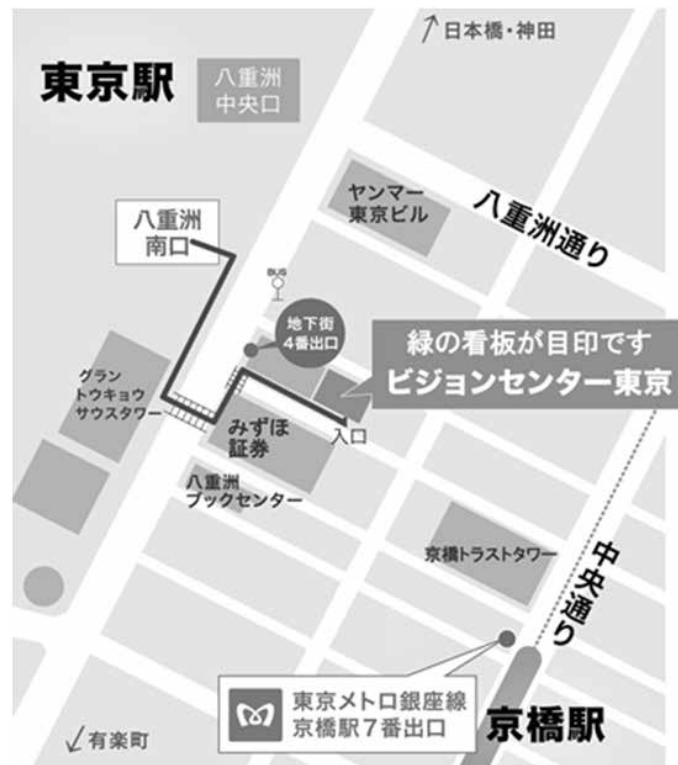 日本橋・神田
東京駅
八重洲
中央口
ヤンマー
東京ビル
八重洲通り
八重洲
南口
BUS
地下街
4番出口
緑の看板が目印です
ビジョンセンター東京
グラン
トウキョウ
サウスタワー
みずほ
証券
入口
八重洲
ブックセンター
京橋トラストタワー
中央通り
東京メトロ銀座線
京橋駅7番出口
京橋駅
有楽町